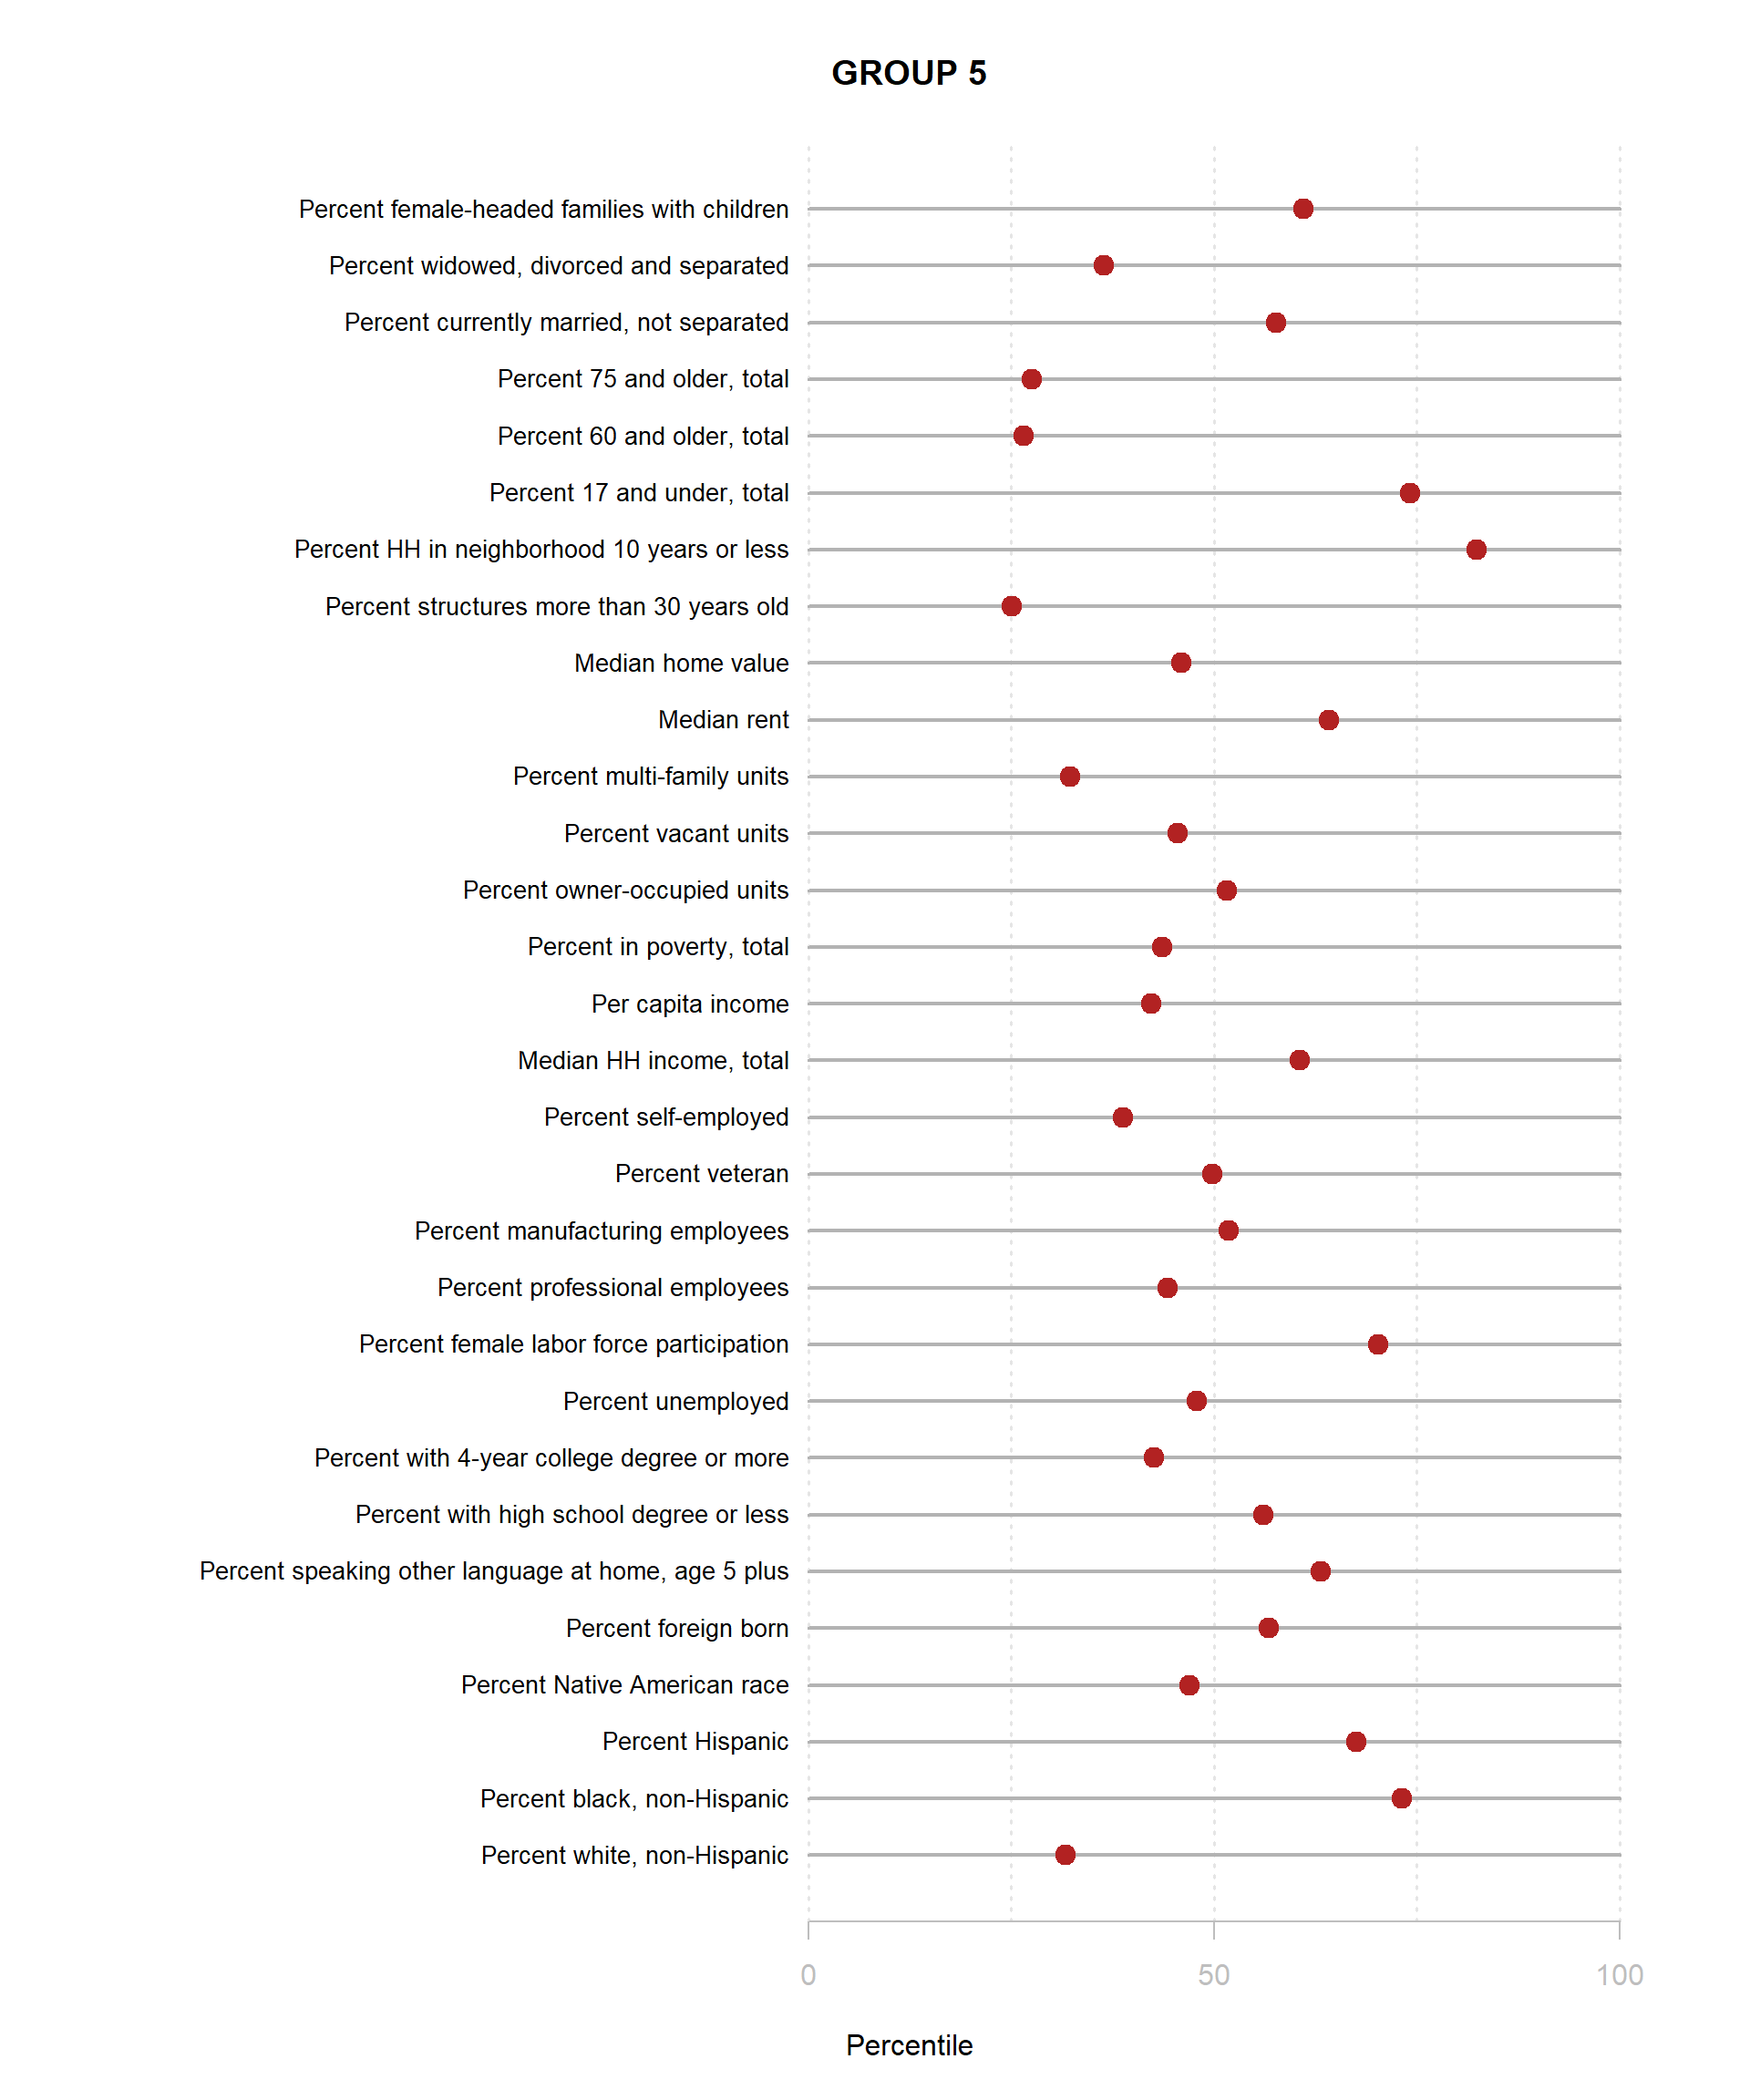 GROUP 5
Percent female-headed families with children
Percent widowed, divorced and separated
Percent currently married, not separated
Percent 75 and older, total
Percent 60 and older, total
Percent 17 and under, total
Percent HH in neighborhood 10 years or less
Percent structures more than 30 years old
Median home value
Median rent
Percent multi-family units
Percent vacant units
Percent owner-occupied units
Percent in poverty, total
Per capita income
Median HH income, total
Percent self-employed
Percent veteran
Percent manufacturing employees
Percent professional employees
Percent female labor force participation
Percent unemployed
Percent with 4-year college degree or more
Percent with high school degree or less
Percent speaking other language at home, age 5 plus
Percent foreign born
Percent Native American race
Percent Hispanic
Percent black, non-Hispanic
Percent white, non-Hispanic
0 50 100
Percentile